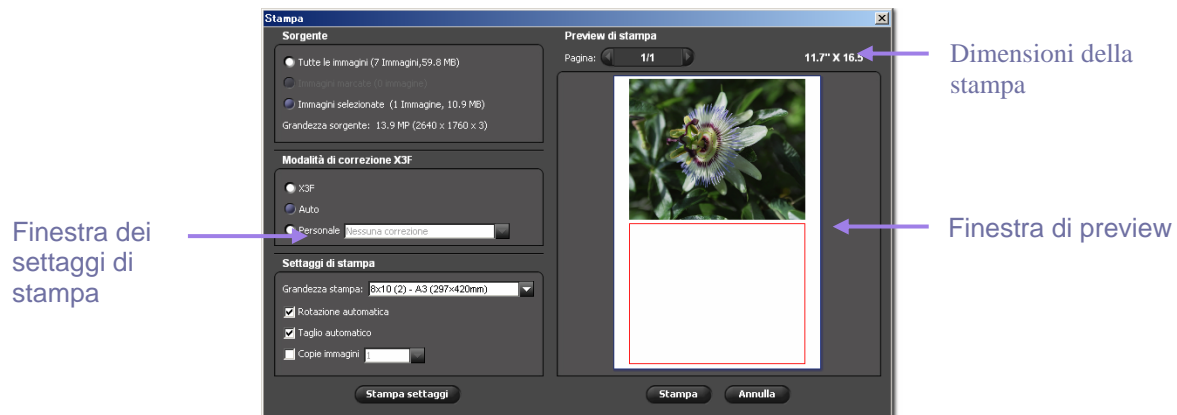 Stampa
Sorgente
Tutte le immagini (7 Immagini,59.8 MB)
Immagini marcate (0 Immagine)
Immagini selezionate (1 Immagine, 10.9 MB)
Grandezza sorgente: 13.9 MP (2640 x 1760 x 3)
Modalità di correzione X3F
X3F
Auto
Personale Nessuna correzione
Settaggi di stampa
Grandezza stampa: 8x10 (2) - A3 (297×420mm)
Rotazione automatica
Taglio automatico
Copie immagini 1
Stampa settaggi
Preview di stampa
Pagina: 1/1
11.7" X 16.5
Stampa Annulla
Finestra dei
settaggi di
stampa
Dimensioni della
stampa
Finestra di preview